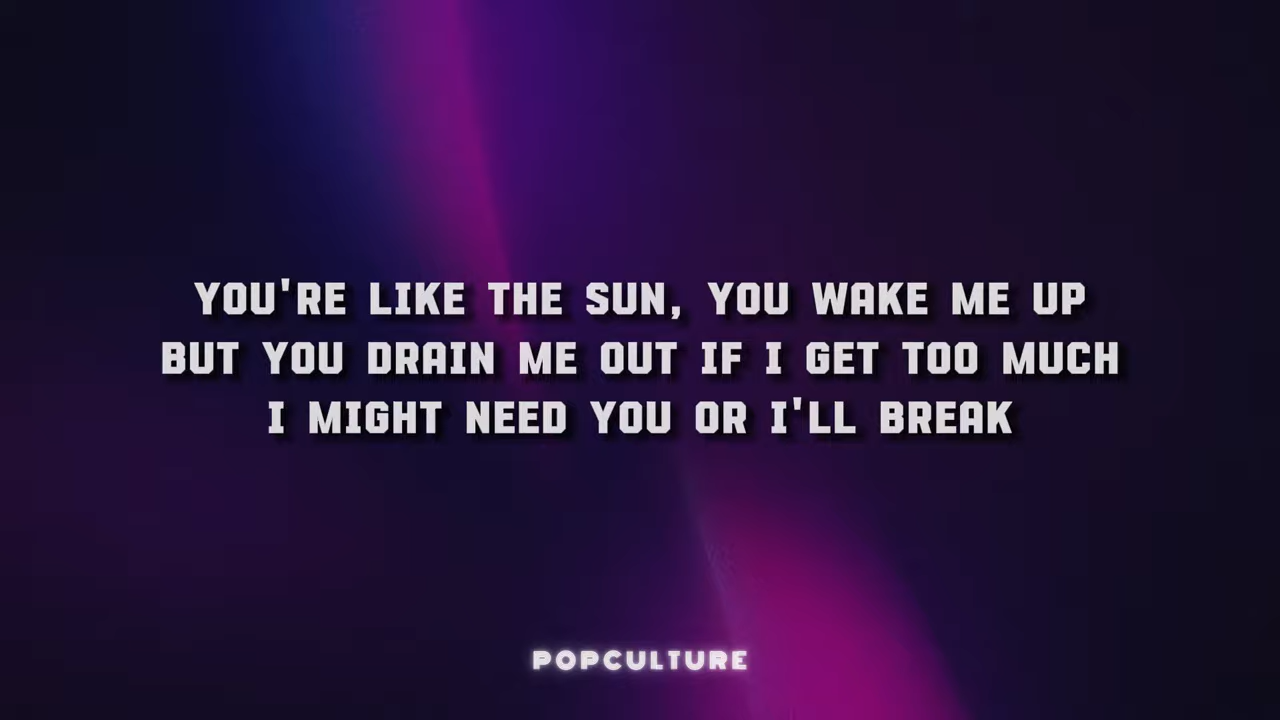 YOU'RE LIKE THE SUN, YOU WAKE ME UP
BUT YOU DRAIN ME OUT IF I GET TOO MUCH
I MIGHT NEED YOU OR I'LL BREAK
POPCULTURE